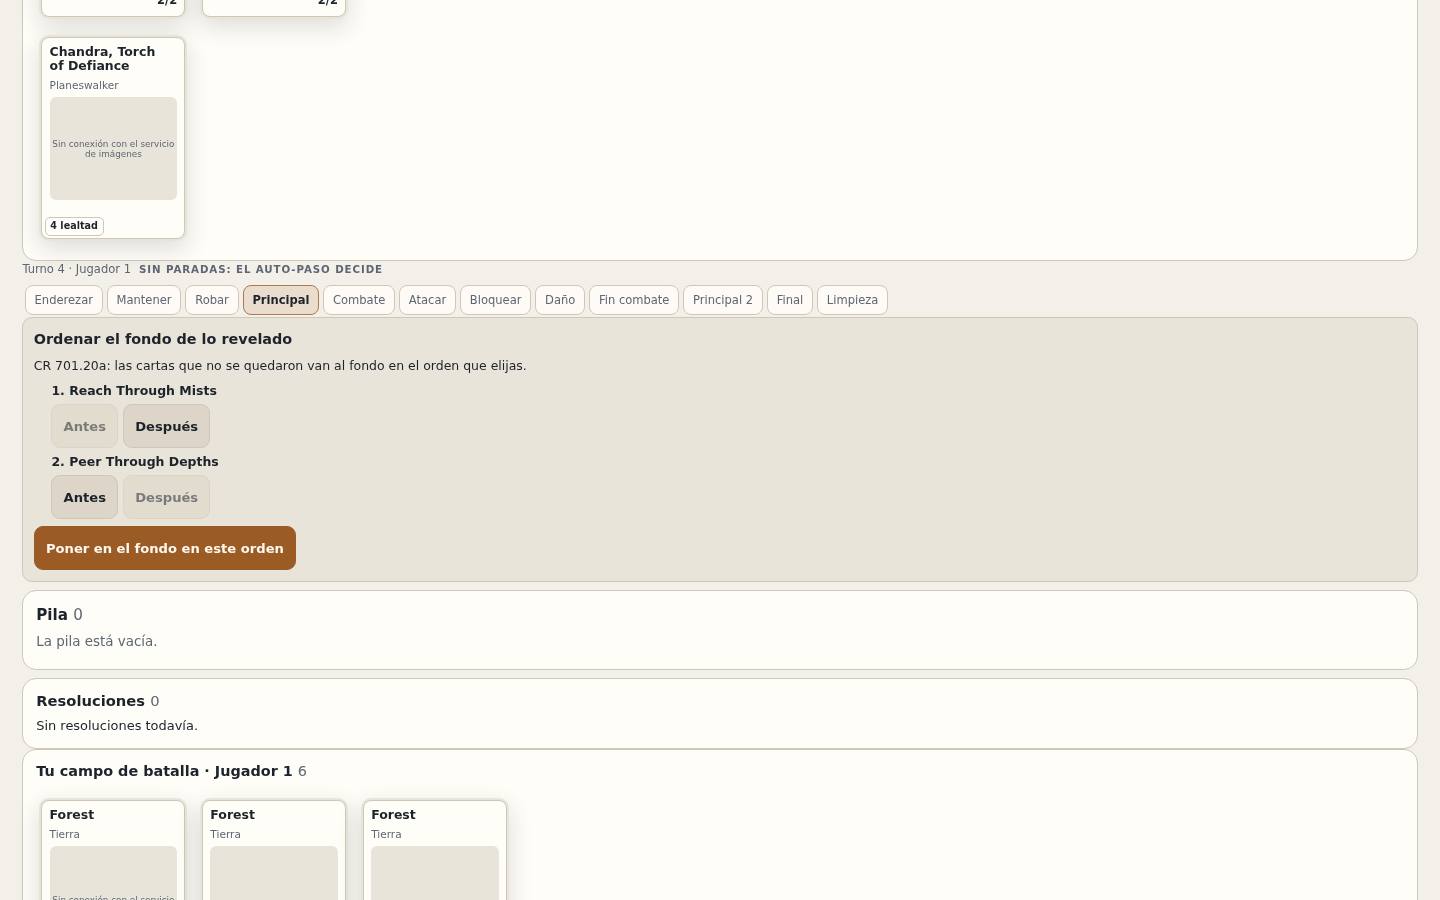 2/2
2/2
Chandra, Torch
of Defiance
Planeswalker
Sin conexión con el servicio
de imágenes
4 lealtad
Turno 4 · Jugador 1 SIN PARADAS: EL AUTO-PASO DECIDE
Enderezar Mantener Robar Principal Combate Atacar Bloquear Daño Fin combate Principal 2 Final Limpieza
Ordenar el fondo de lo revelado
CR 701.20a: las cartas que no se quedaron van al fondo en el orden que elijas.
1. Reach Through Mists
Antes Después
2. Peer Through Depths
Antes Después
Poner en el fondo en este orden
Pila 0
La pila está vacía.
Resoluciones 0
Sin resoluciones todavía.
Tu campo de batalla · Jugador 1 6
Forest Forest Forest
Tierra Tierra Tierra
Sin conexión con el servicio